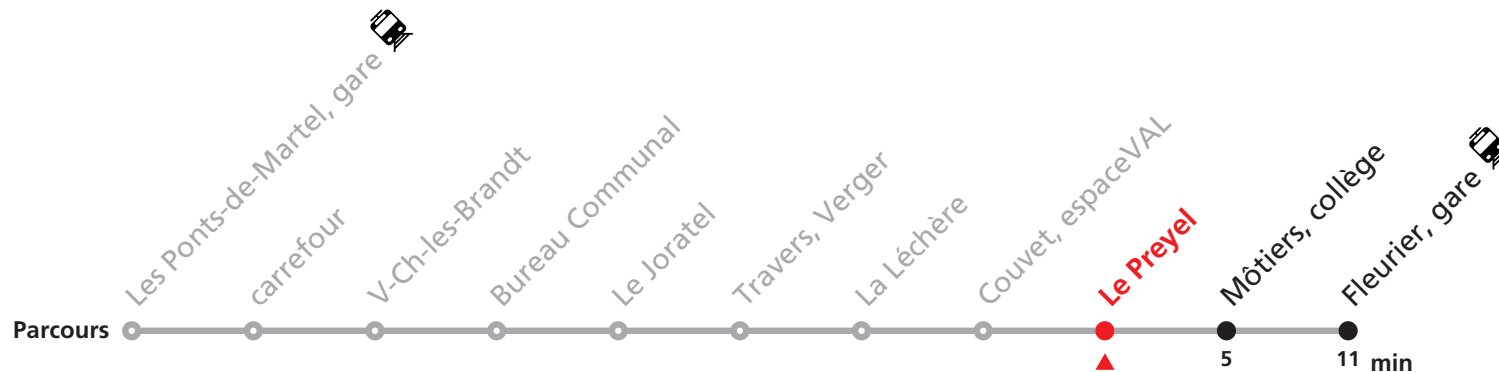 Les Ponts-de-Martel, gare
carrefour
V-Ch-les-Brandt
Bureau Communal
Le Joratel
Travers, Verger
La Léchère
Couvet, espaceVAL
Le Preyel
Môtiers, collège
Fleurier, gare
Parcours
5 11 min